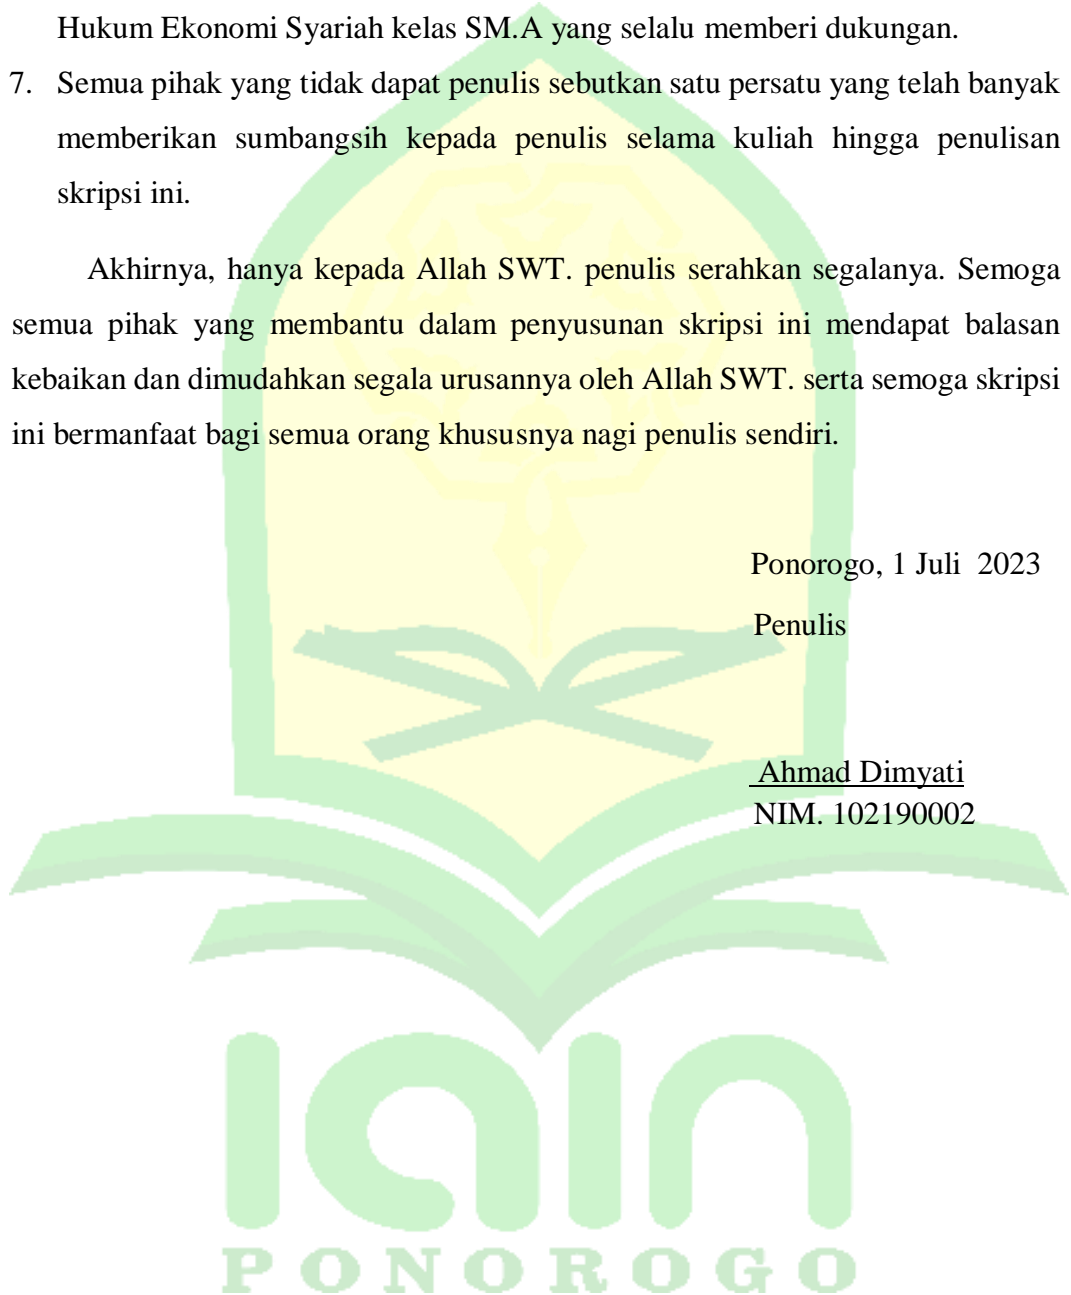 Hukum Ekonomi Syariah kelas SM.A yang selalu memberi dukungan.
7. Semua pihak yang tidak dapat penulis sebutkan satu persatu yang telah banyak
memberikan sumbangsih kepada penulis selama kuliah hingga penulisan
skripsi ini.
Akhirnya, hanya kepada Allah SWT. penulis serahkan segalanya. Semoga
semua pihak yang membantu dalam penyusunan skripsi ini mendapat balasan
kebaikan dan dimudahkan segala urusannya oleh Allah SWT. serta semoga skripsi
ini bermanfaat bagi semua orang khususnya nagi penulis sendiri.
Ponorogo, 1 Juli 2023
Penulis
Ahmad Dimyati
NIM. 102190002
IAIN
PONOROGO